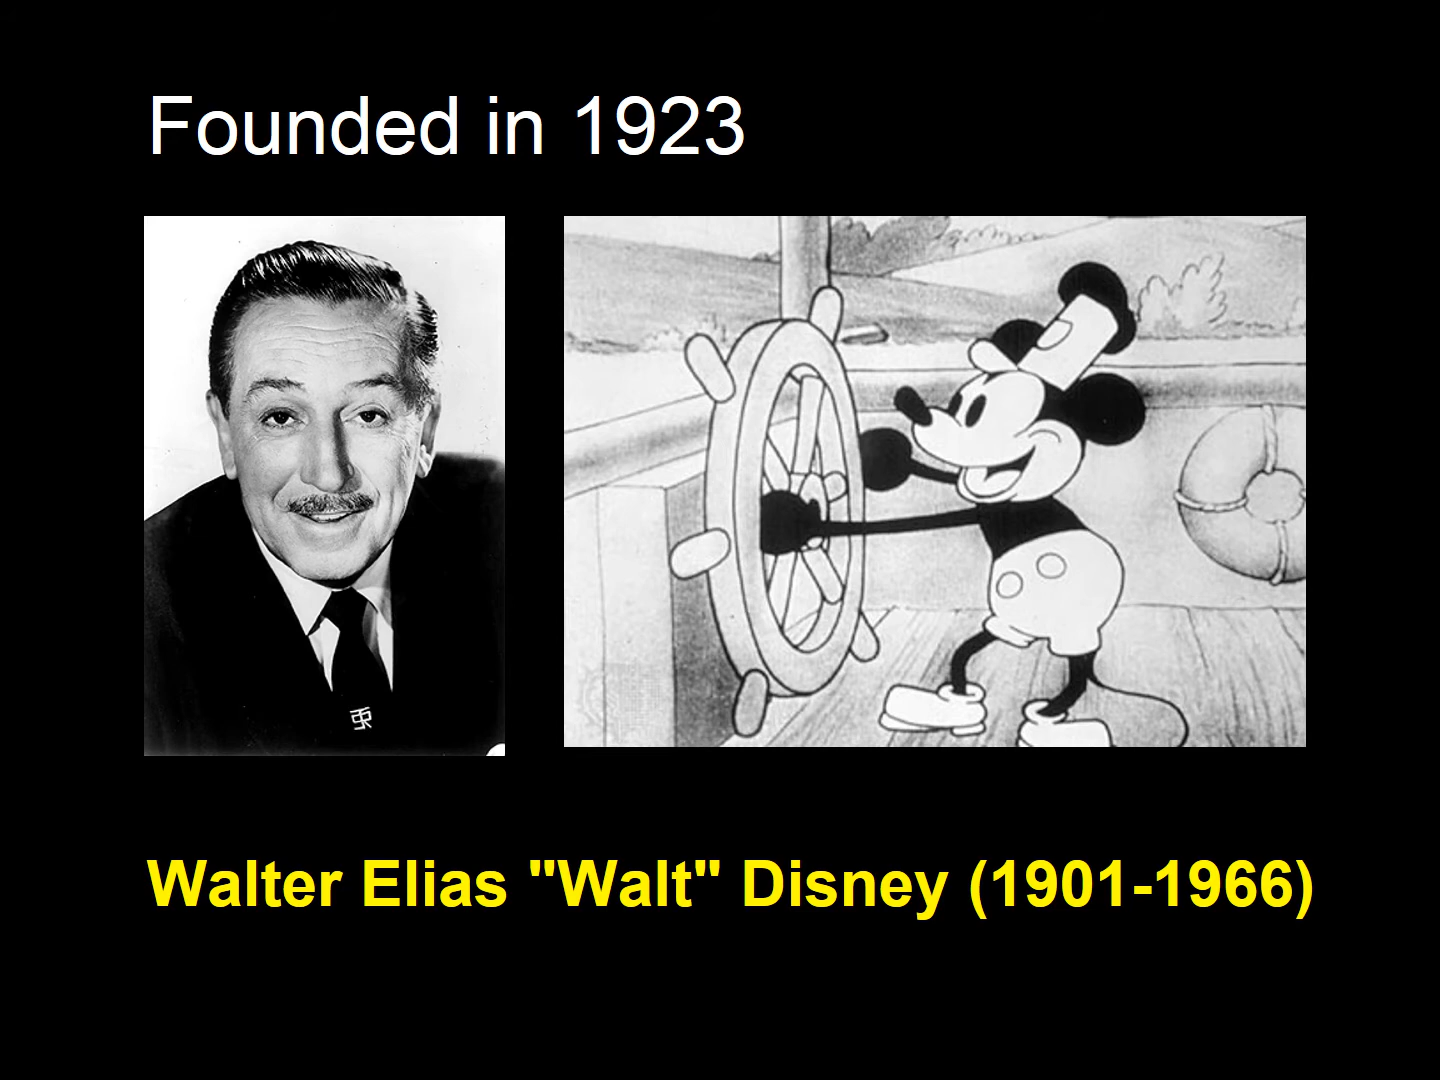 Founded in 1923
Walter Elias "Walt" Disney (1901-1966)